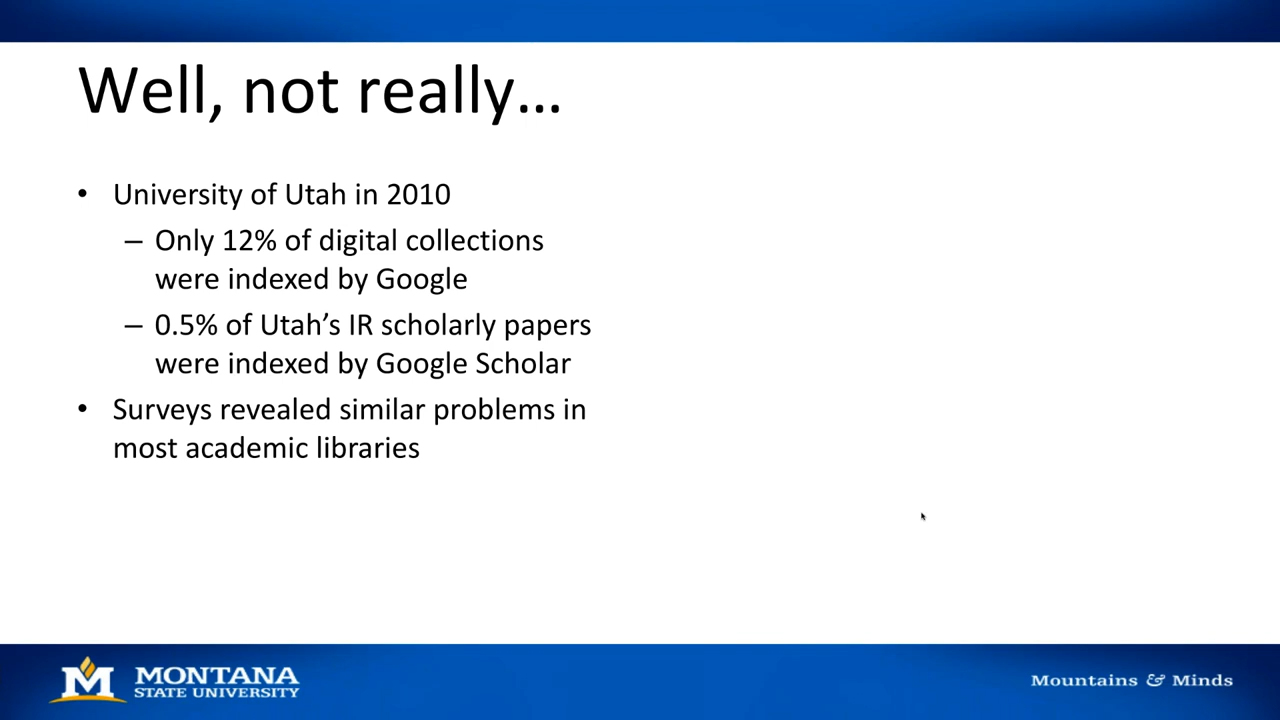 Well, not really…
• University of Utah in 2010
– Only 12% of digital collections
were indexed by Google
– 0.5% of Utah’s IR scholarly papers
were indexed by Google Scholar
• Surveys revealed similar problems in
most academic libraries
M MONTANA
STATE UNIVERSITY
Mountains & Minds